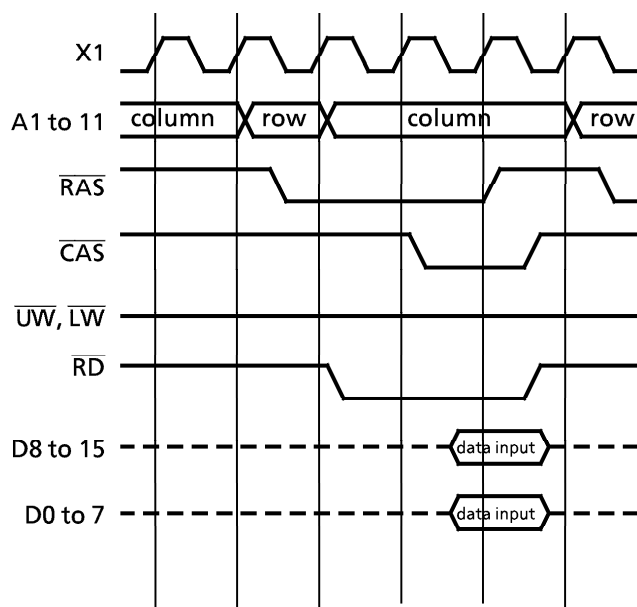 X1
A1 to 11 column row column row
RAS
CAS
UW, LW
RD
D8 to 15 data input
D0 to 7 data input